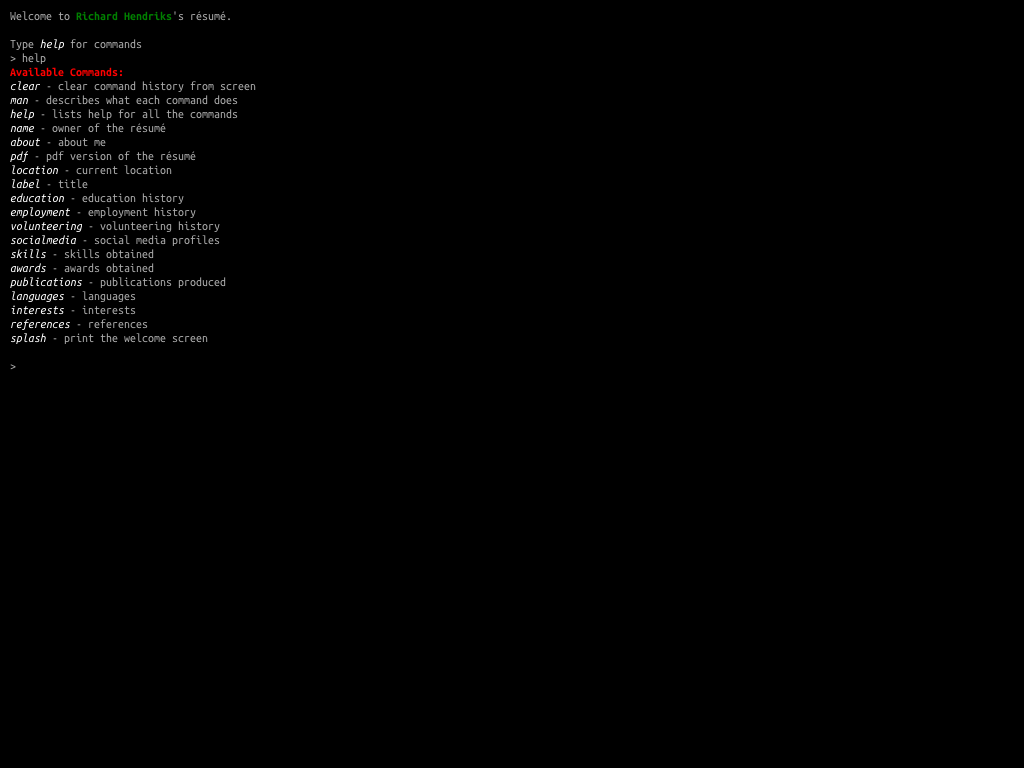 Welcome to Richard Hendriks's résumé.
Type help for commands
> help
Available Commands:
clear - clear command history from screen
man - describes what each command does
help - lists help for all the commands
name - owner of the résumé
about - about me
pdf - pdf version of the résumé
location - current location
label - title
education - education history
employment - employment history
volunteering - volunteering history
socialmedia - social media profiles
skills - skills obtained
awards - awards obtained
publications - publications produced
languages - languages
interests - interests
references - references
splash - print the welcome screen
>